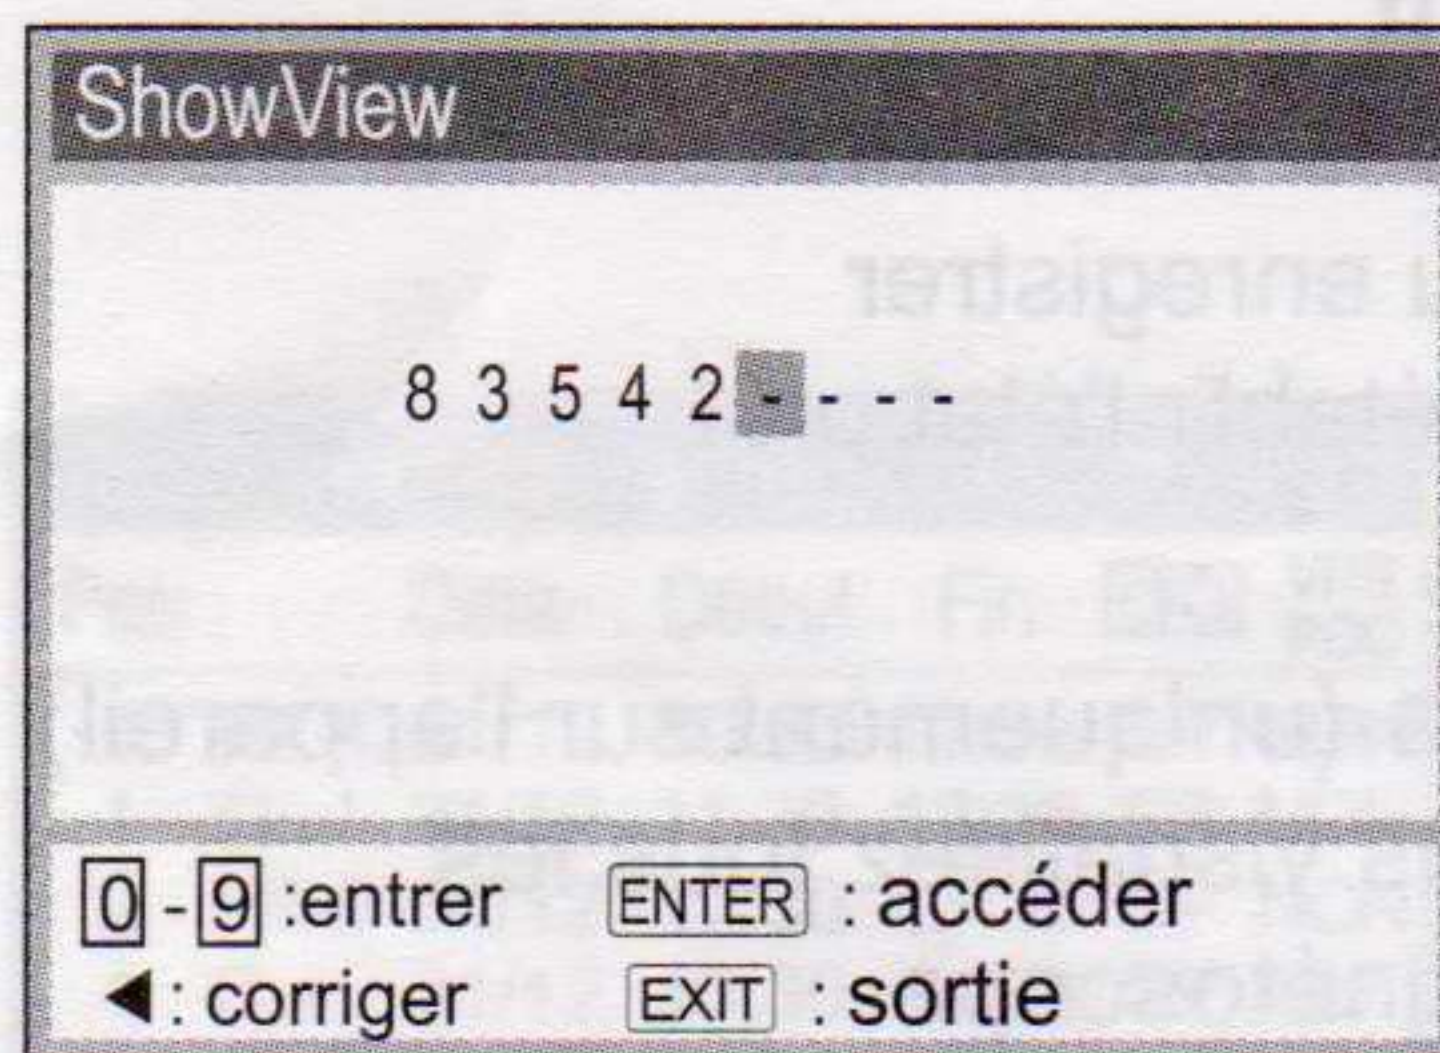 ShowView
8 3 5 4 2 - - - -
0 - 9 :entrer ENTER : accéder
◄ : corriger EXIT : sortie